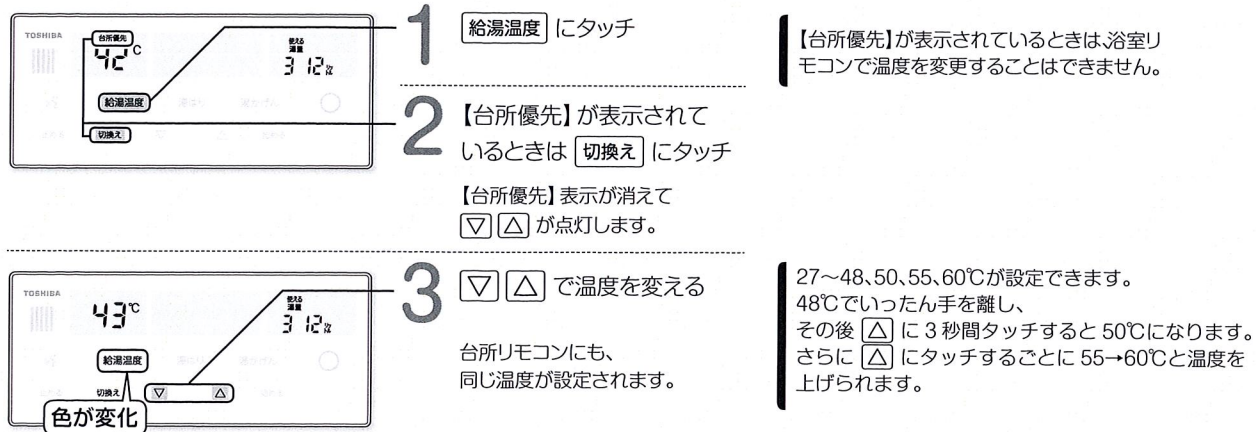 TOSHIBA
台所優先
42℃
使える
湯量
312
給湯温度
切換え
1
給湯温度 にタッチ
【台所優先】が表示されているときは、浴室リ
モコンで温度を変更することはできません。
2
【台所優先】が表示されて
いるときは 切換え にタッチ
【台所優先】表示が消えて
▽ △ が点灯します。
TOSHIBA
43℃
使える
湯量
312
給湯温度
切換え
▽ △
色が変化
3
▽ △ で温度を変える
台所リモコンにも、
同じ温度が設定されます。
27～48、50、55、60℃が設定できます。
48℃でいったん手を離し、
その後 △ に3秒間タッチすると50℃になります。
さらに △ にタッチするごとに55→60℃と温度を
上げられます。